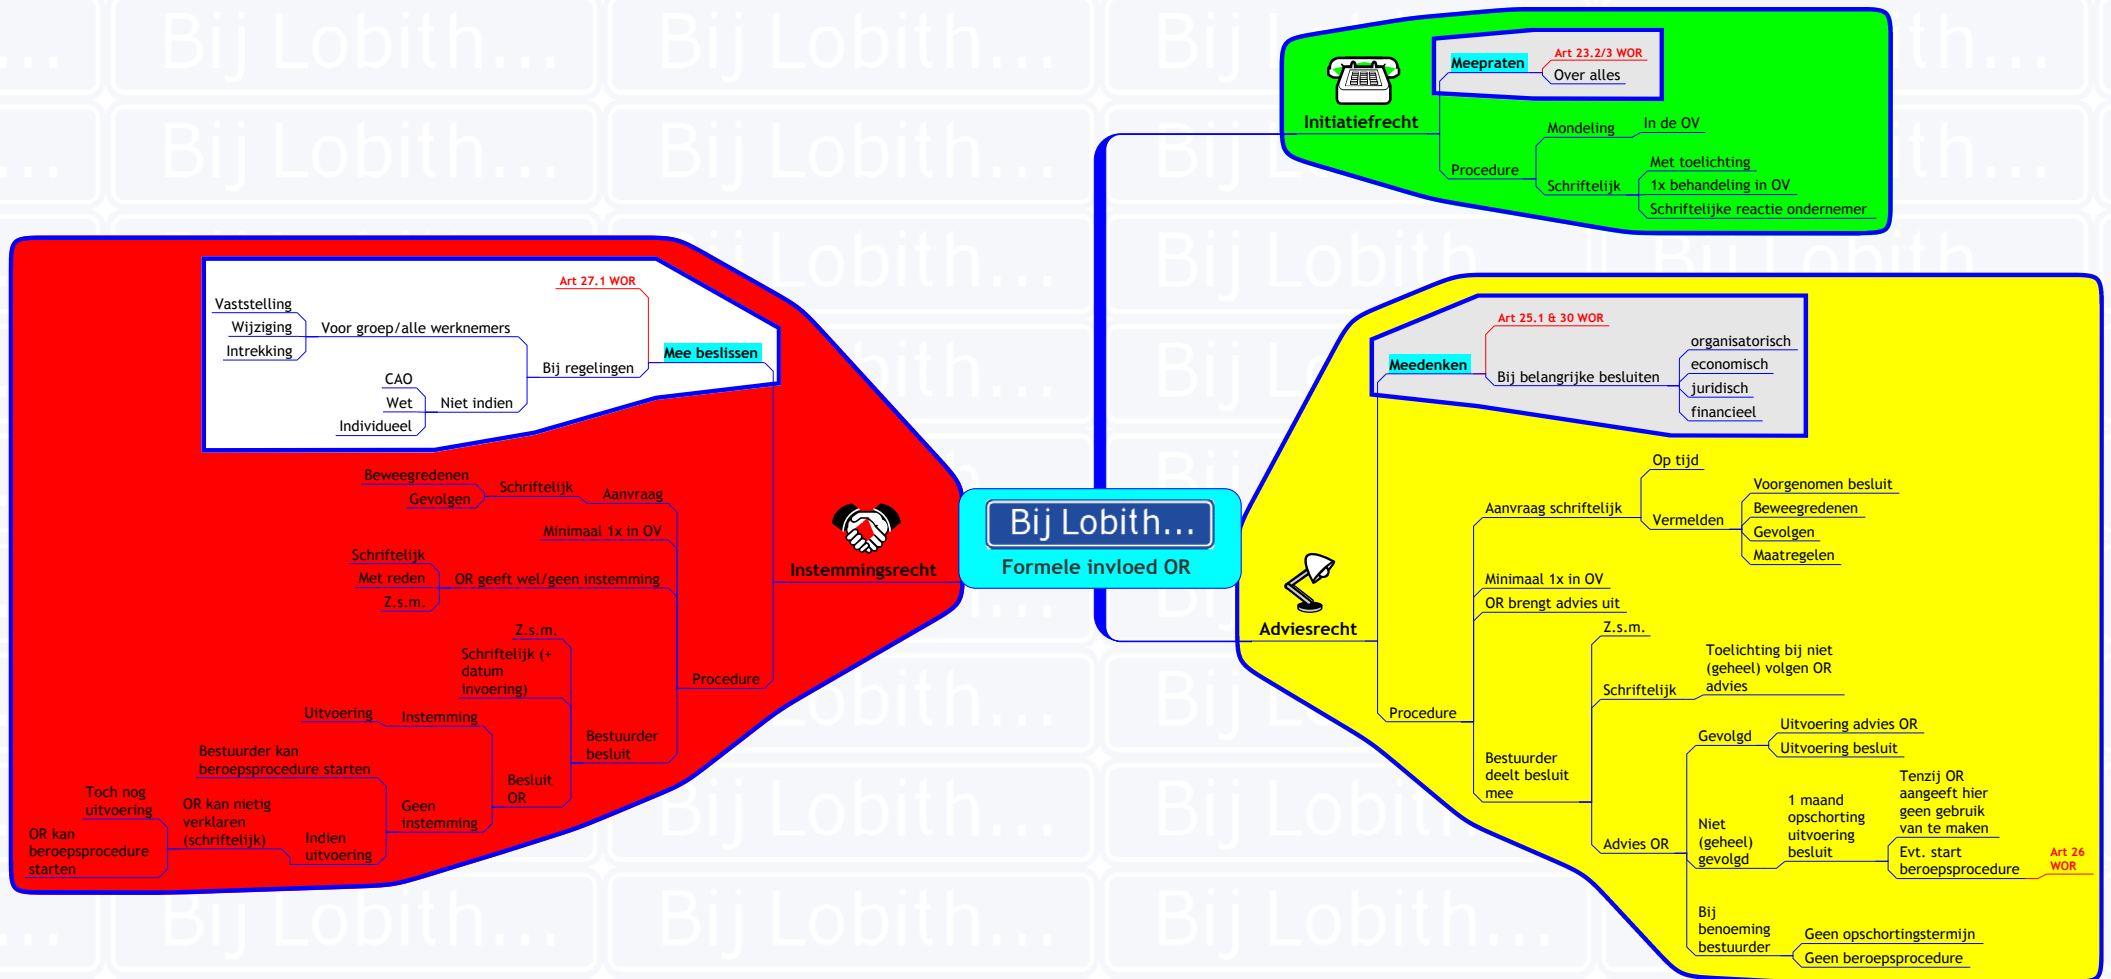 Bij Lobith...
Formele invloed OR
Initiatiefrecht
Meepraten
Art 23.2/3 WOR
Over alles
Procedure
Mondeling
In de OV
Schriftelijk
Met toelichting
1x behandeling in OV
Schriftelijke reactie ondernemer
Adviesrecht
Meedenken
Art 25.1 & 30 WOR
Bij belangrijke besluiten
organisatorisch
economisch
juridisch
financieel
Procedure
Aanvraag schriftelijk
Op tijd
Vermelden
Voorgenomen besluit
Beweegredenen
Gevolgen
Maatregelen
Minimaal 1x in OV
OR brengt advies uit
Bestuurder
deelt besluit
mee
Z.s.m.
Schriftelijk
Toelichting bij niet
(geheel) volgen OR
advies
Advies OR
Gevolgd
Uitvoering advies OR
Uitvoering besluit
Niet
(geheel)
gevolgd
1 maand
opschorting
uitvoering
besluit
Tenzij OR
aangeeft hier
geen gebruik
van te maken
Evt. start
beroepsprocedure
Art 26
WOR
Bij
benoeming
bestuurder
Geen opschortingstermijn
Geen beroepsprocedure
Instemmingsrecht
Mee beslissen
Art 27.1 WOR
Bij regelingen
Voor groep/alle werknemers
Vaststelling
Wijziging
Intrekking
Niet indien
CAO
Wet
Individueel
Procedure
Aanvraag
Schriftelijk
Beweegredenen
Gevolgen
Minimaal 1x in OV
OR geeft wel/geen instemming
Schriftelijk
Met reden
Z.s.m.
Bestuurder
besluit
Z.s.m.
Schriftelijk (+
datum
invoering)
Besluit
OR
Instemming
Uitvoering
Geen
instemming
Bestuurder kan
beroepsprocedure starten
Indien
uitvoering
OR kan nietig
verklaren
(schriftelijk)
Toch nog
uitvoering
OR kan
beroepsprocedure
starten